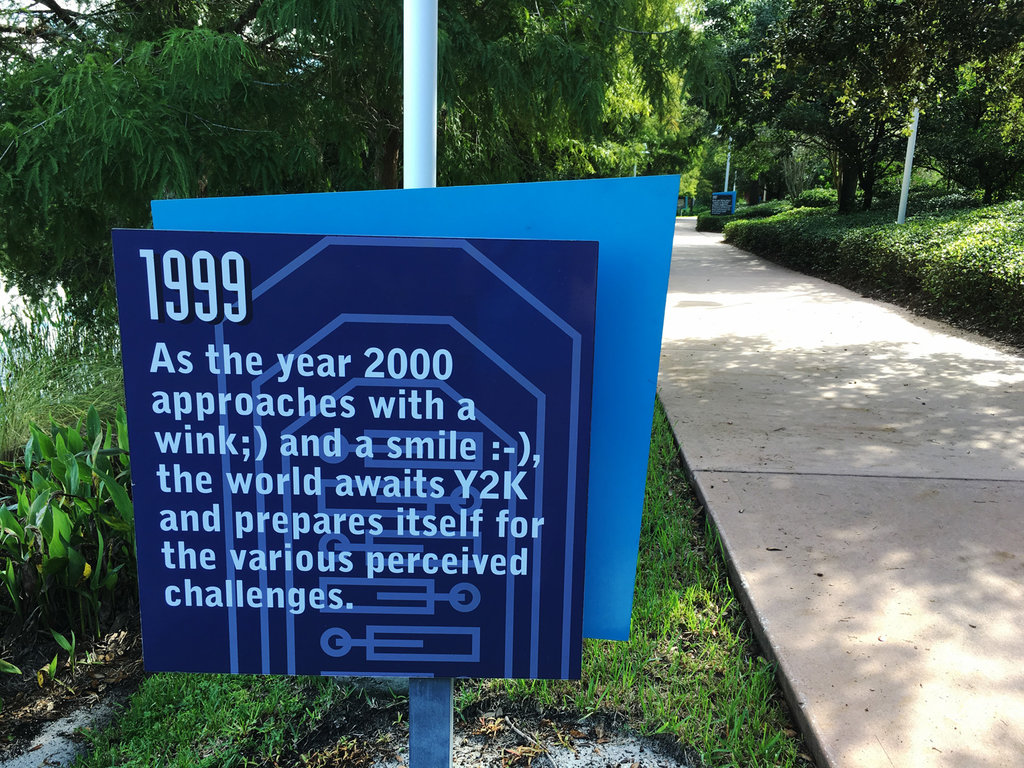 1999
As the year 2000
approaches with a
wink;) and a smile :-),
the world awaits Y2K
and prepares itself for
the various perceived
challenges.